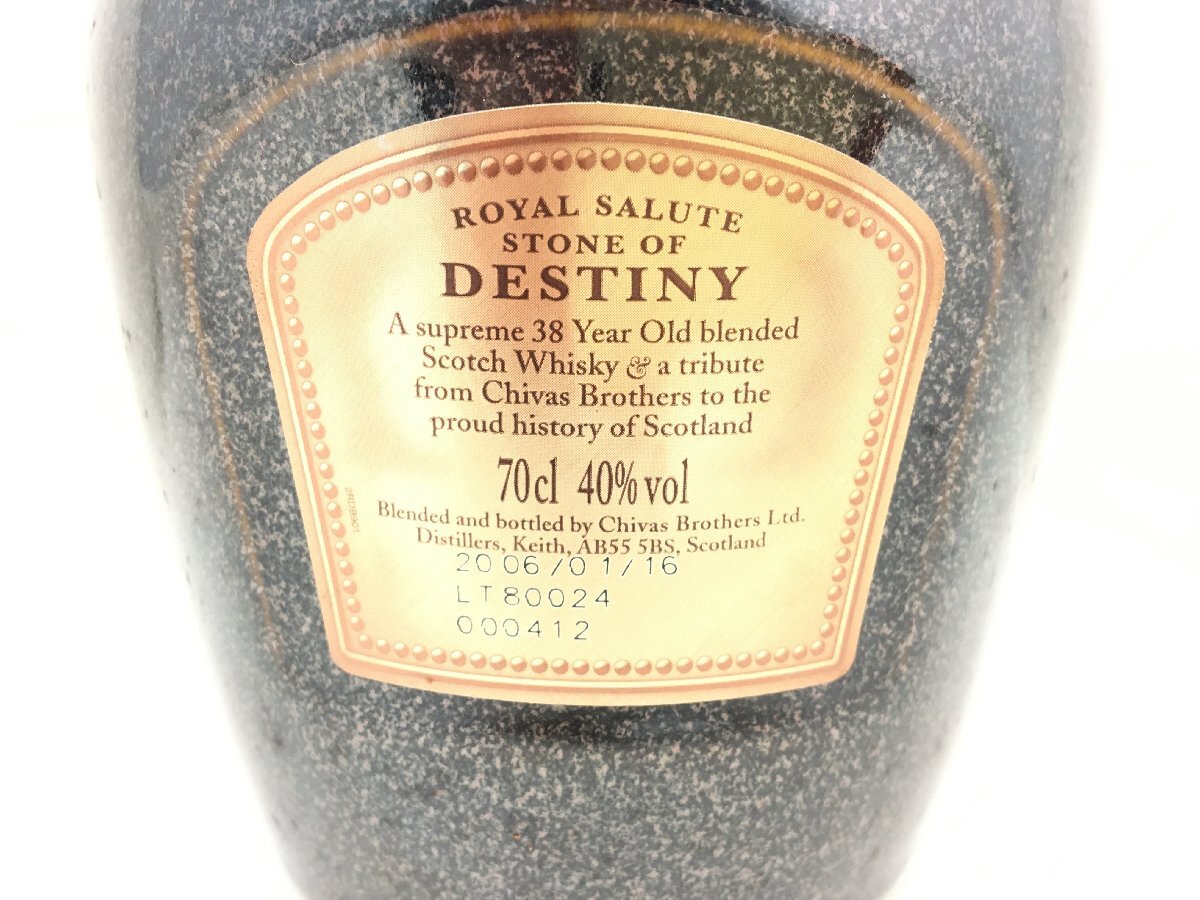 ROYAL SALUTE
STONE OF
DESTINY
A supreme 38 Year Old blended
Scotch Whisky & a tribute
from Chivas Brothers to the
proud history of Scotland
70cl 40% vol
Blended and bottled by Chivas Brothers Ltd.
Distillers, Keith, AB55 5BS, Scotland
2006/01/16
LT80024
000412